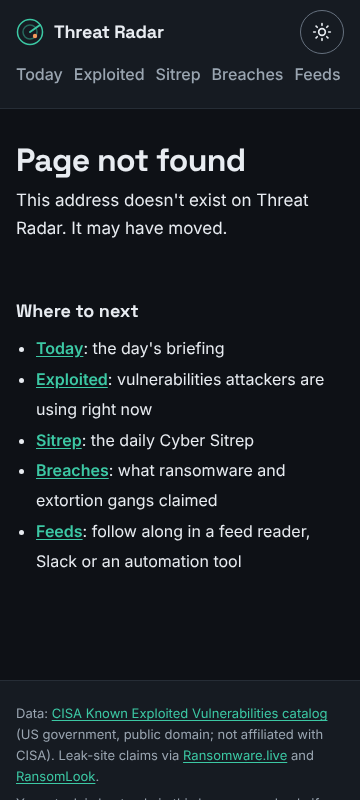 Threat Radar
Today Exploited Sitrep Breaches Feeds
Page not found
This address doesn't exist on Threat
Radar. It may have moved.
Where to next
• Today: the day's briefing
• Exploited: vulnerabilities attackers are
using right now
• Sitrep: the daily Cyber Sitrep
• Breaches: what ransomware and
extortion gangs claimed
• Feeds: follow along in a feed reader,
Slack or an automation tool
Data: CISA Known Exploited Vulnerabilities catalog
(US government, public domain; not affiliated with
CISA). Leak-site claims via Ransomware.live and
RansomLook.